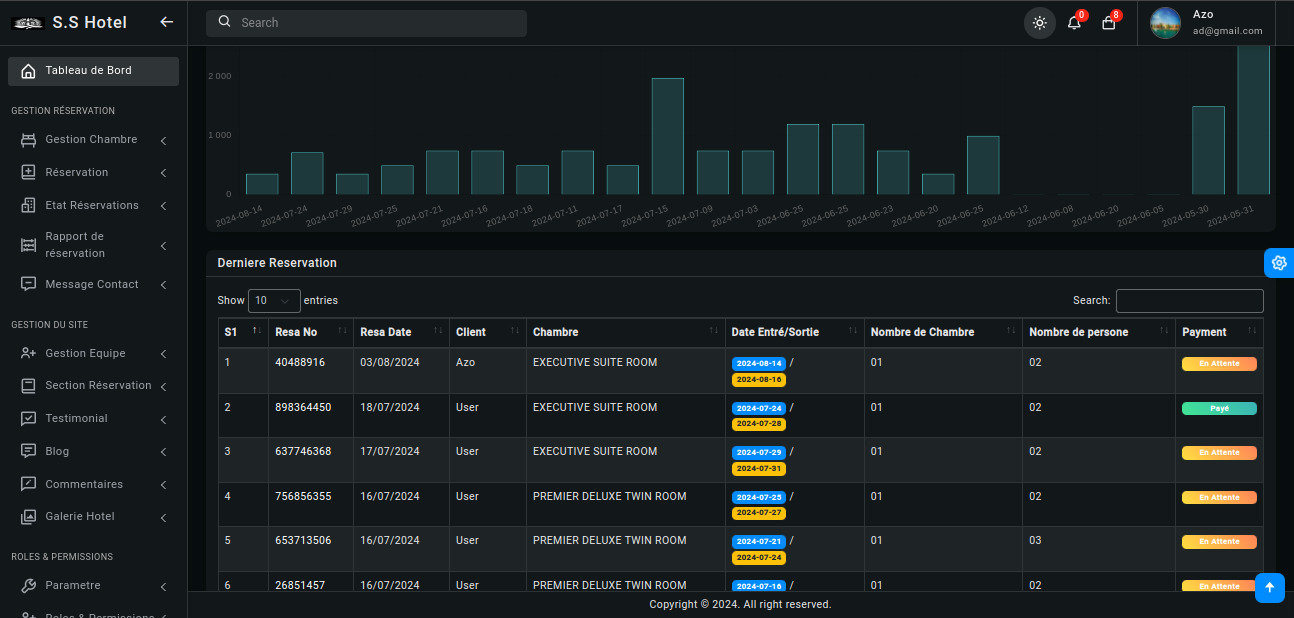 S.S Hotel
Search
0
8
Azo
ad@gmail.com
Tableau de Bord
GESTION RÉSERVATION
Gestion Chambre
Réservation
Etat Réservations
Rapport de
réservation
Message Contact
GESTION DU SITE
Gestion Equipe
Section Réservation
Testimonial
Blog
Commentaires
Galerie Hotel
ROLES & PERMISSIONS
Parametre
Roles & Permissions
2 000
1 000
0
2024-08-14 2024-07-24 2024-07-29 2024-07-25 2024-07-21 2024-07-16 2024-07-18 2024-07-11 2024-07-17 2024-07-15 2024-07-09 2024-07-03 2024-06-25 2024-06-25 2024-06-23 2024-06-20 2024-06-25 2024-06-12 2024-06-08 2024-06-20 2024-06-05 2024-05-30 2024-05-31
Derniere Reservation
Show 10 entries Search:
S1 Resa No Resa Date Client Chambre Date Entré/Sortie Nombre de Chambre Nombre de persone Payment
1 40488916 03/08/2024 Azo EXECUTIVE SUITE ROOM 2024-08-14 / 01 02 En Attente
2024-08-16
2 898364450 18/07/2024 User EXECUTIVE SUITE ROOM 2024-07-24 / 01 02 Payé
2024-07-28
3 637746368 17/07/2024 User EXECUTIVE SUITE ROOM 2024-07-29 / 01 02 En Attente
2024-07-31
4 756856355 16/07/2024 User PREMIER DELUXE TWIN ROOM 2024-07-25 / 01 02 En Attente
2024-07-27
5 653713506 16/07/2024 User PREMIER DELUXE TWIN ROOM 2024-07-21 / 01 03 En Attente
2024-07-24
6 26851457 16/07/2024 User PREMIER DELUXE TWIN ROOM 2024-07-16 / 01 02 En Attente
Copyright © 2024. All right reserved.